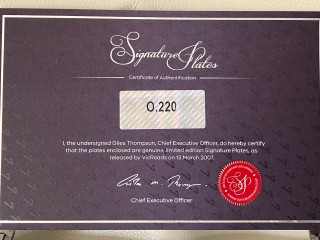 Signature Plates
Certificate of Authentification
0.220
I, the undersigned Giles Thompson, Chief Executive Officer, do hereby certify
that the plates enclosed are genuine, limited edition Signature Plates, as
released by VicRoads on 13 March 2007.
Chief Executive Officer